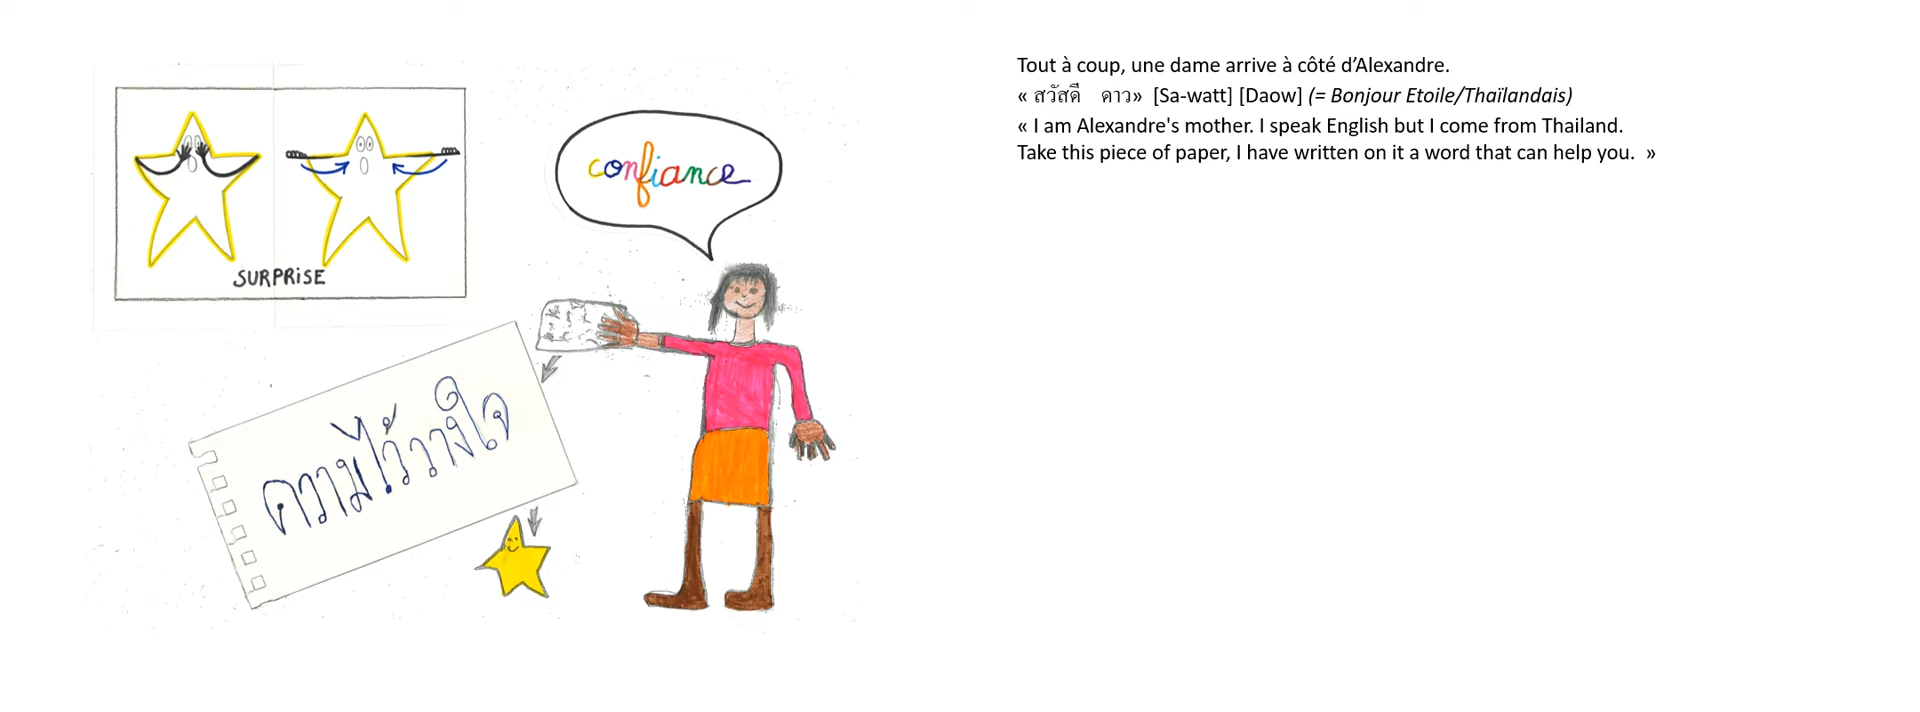 SURPRISE
confiance
ความไว้วางใจ
Tout à coup, une dame arrive à côté d’Alexandre.
« สวัสดี ดาว» [Sa-watt] [Daow] (= Bonjour Etoile/Thaïlandais)
« I am Alexandre's mother. I speak English but I come from Thailand.
Take this piece of paper, I have written on it a word that can help you. »